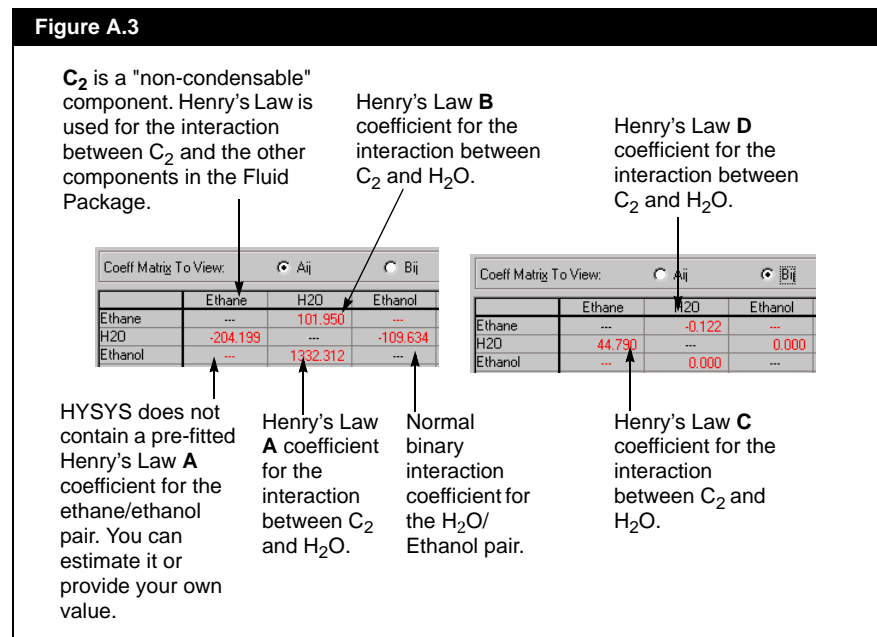 Figure A.3
C2 is a "non-condensable"
component. Henry's Law is
used for the interaction
between C2 and the other
components in the Fluid
Package.
Henry's Law B
coefficient for the
interaction between
C2 and H2O.
Henry's Law D
coefficient for the
interaction between
C2 and H2O.
Coeff Matrix To View: Aij Bij
Ethane H2O Ethanol
Ethane --- 101.950 ---
H2O -204.199 --- -109.634
Ethanol --- 1332.312 ---
Coeff Matrix To View: Aij Bij
Ethane H2O Ethanol
Ethane --- -0.122 ---
H2O 44.790 --- 0.000
Ethanol --- 0.000 ---
HYSYS does not
contain a pre-fitted
Henry's Law A
coefficient for the
ethane/ethanol
pair. You can
estimate it or
provide your own
value.
Henry's Law
A coefficient
for the
interaction
between C2
and H2O.
Normal
binary
interaction
coefficient for
the H2O/
Ethanol pair.
Henry's Law C
coefficient for the
interaction
between C2 and
H2O.